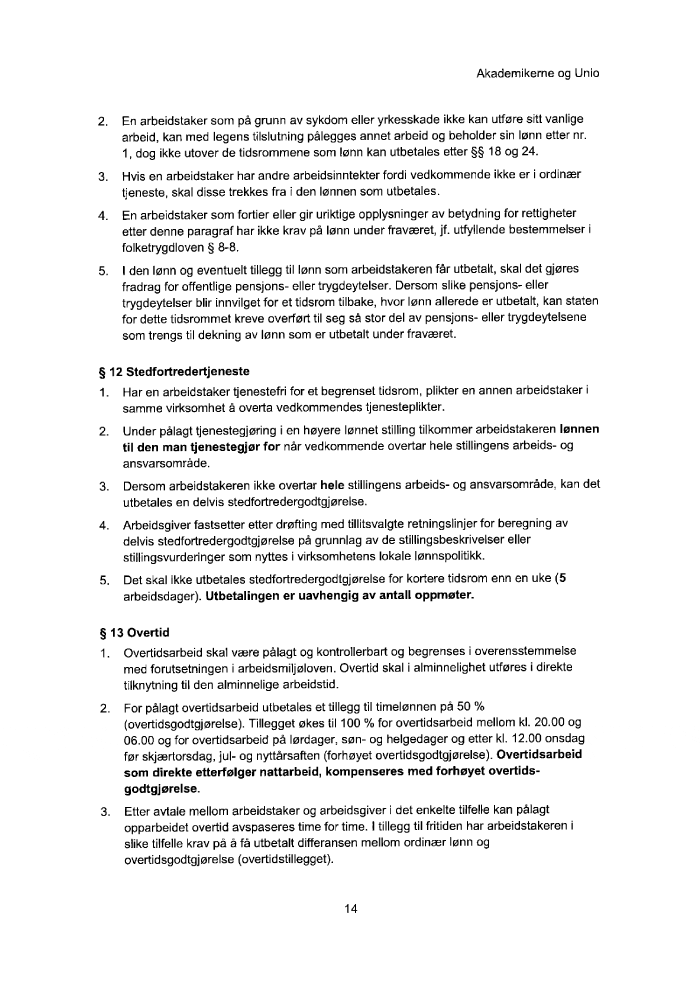 Akademikerne og Unio
2. En arbeidstaker som på grunn av sykdom eller yrkesskade ikke kan utføre sitt vanlige
arbeid, kan med legens tilslutning pålegges annet arbeid og beholder sin lønn etter nr.
1, dog ikke utover de tidsrommene som lønn kan utbetales etter §§ 18 og 24.
3. Hvis en arbeidstaker har andre arbeidsinntekter fordi vedkommende ikke er i ordinær
tjeneste, skal disse trekkes fra i den lønnen som utbetales.
4. En arbeidstaker som fortier eller gir uriktige opplysninger av betydning for rettigheter
etter denne paragraf har ikke krav på lønn under fraværet, jf. utfyllende bestemmelser i
folketrygdloven § 8-8.
5. I den lønn og eventuelt tillegg til lønn som arbeidstakeren får utbetalt, skal det gjøres
fradrag for offentlige pensjons- eller trygdeytelser. Dersom slike pensjons- eller
trygdeytelser blir innvilget for et tidsrom tilbake, hvor lønn allerede er utbetalt, kan staten
for dette tidsrommet kreve overført til seg så stor del av pensjons- eller trygdeytelsene
som trengs til dekning av lønn som er utbetalt under fraværet.
§ 12 Stedfortredertjeneste
1. Har en arbeidstaker tjenestefri for et begrenset tidsrom, plikter en annen arbeidstaker i
samme virksomhet å overta vedkommendes tjenesteplikter.
2. Under pålagt tjenestegjøring i en høyere lønnet stilling tilkommer arbeidstakeren lønnen
til den man tjenestegjør for når vedkommende overtar hele stillingens arbeids- og
ansvarsområde.
3. Dersom arbeidstakeren ikke overtar hele stillingens arbeids- og ansvarsområde, kan det
utbetales en delvis stedfortredergodtgjørelse.
4. Arbeidsgiver fastsetter etter drøfting med tillitsvalgte retningslinjer for beregning av
delvis stedfortredergodtgjørelse på grunnlag av de stillingsbeskrivelser eller
stillingsvurderinger som nyttes i virksomhetens lokale lønnspolitikk.
5. Det skal ikke utbetales stedfortredergodtgjørelse for kortere tidsrom enn en uke (5
arbeidsdager). Utbetalingen er uavhengig av antall oppmøter.
§ 13 Overtid
1. Overtidsarbeid skal være pålagt og kontrollerbart og begrenses i overensstemmelse
med forutsetningen i arbeidsmiljøloven. Overtid skal i alminnelighet utføres i direkte
tilknytning til den alminnelige arbeidstid.
2. For pålagt overtidsarbeid utbetales et tillegg til timelønnen på 50 %
(overtidsgodtgjørelse). Tillegget økes til 100 % for overtidsarbeid mellom kl. 20.00 og
06.00 og for overtidsarbeid på lørdager, søn- og helgedager og etter kl. 12.00 onsdag
før skjærtorsdag, jul- og nyttårsaften (forhøyet overtidsgodtgjørelse). Overtidsarbeid
som direkte etterfølger nattarbeid, kompenseres med forhøyet overtids-
godtgjørelse.
3. Etter avtale mellom arbeidstaker og arbeidsgiver i det enkelte tilfelle kan pålagt
opparbeidet overtid avspaseres time for time. I tillegg til fritiden har arbeidstakeren i
slike tilfelle krav på å få utbetalt differansen mellom ordinær lønn og
overtidsgodtgjørelse (overtidstillegget).
14